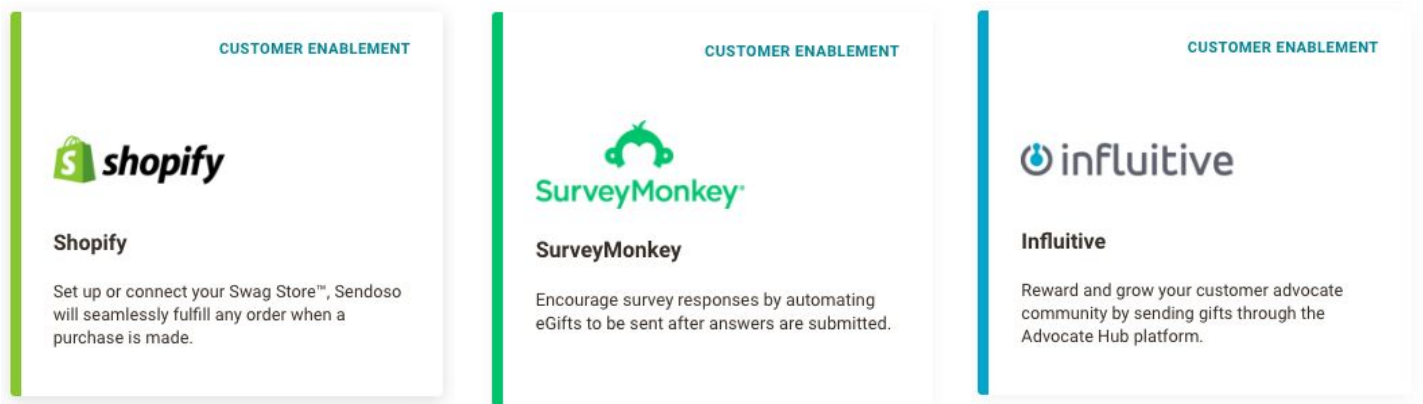 CUSTOMER ENABLEMENT
shopify
Shopify
Set up or connect your Swag Store™, Sendoso
will seamlessly fulfill any order when a
purchase is made.
CUSTOMER ENABLEMENT
SurveyMonkey®
SurveyMonkey
Encourage survey responses by automating
eGifts to be sent after answers are submitted.
CUSTOMER ENABLEMENT
influitive
Influitive
Reward and grow your customer advocate
community by sending gifts through the
Advocate Hub platform.